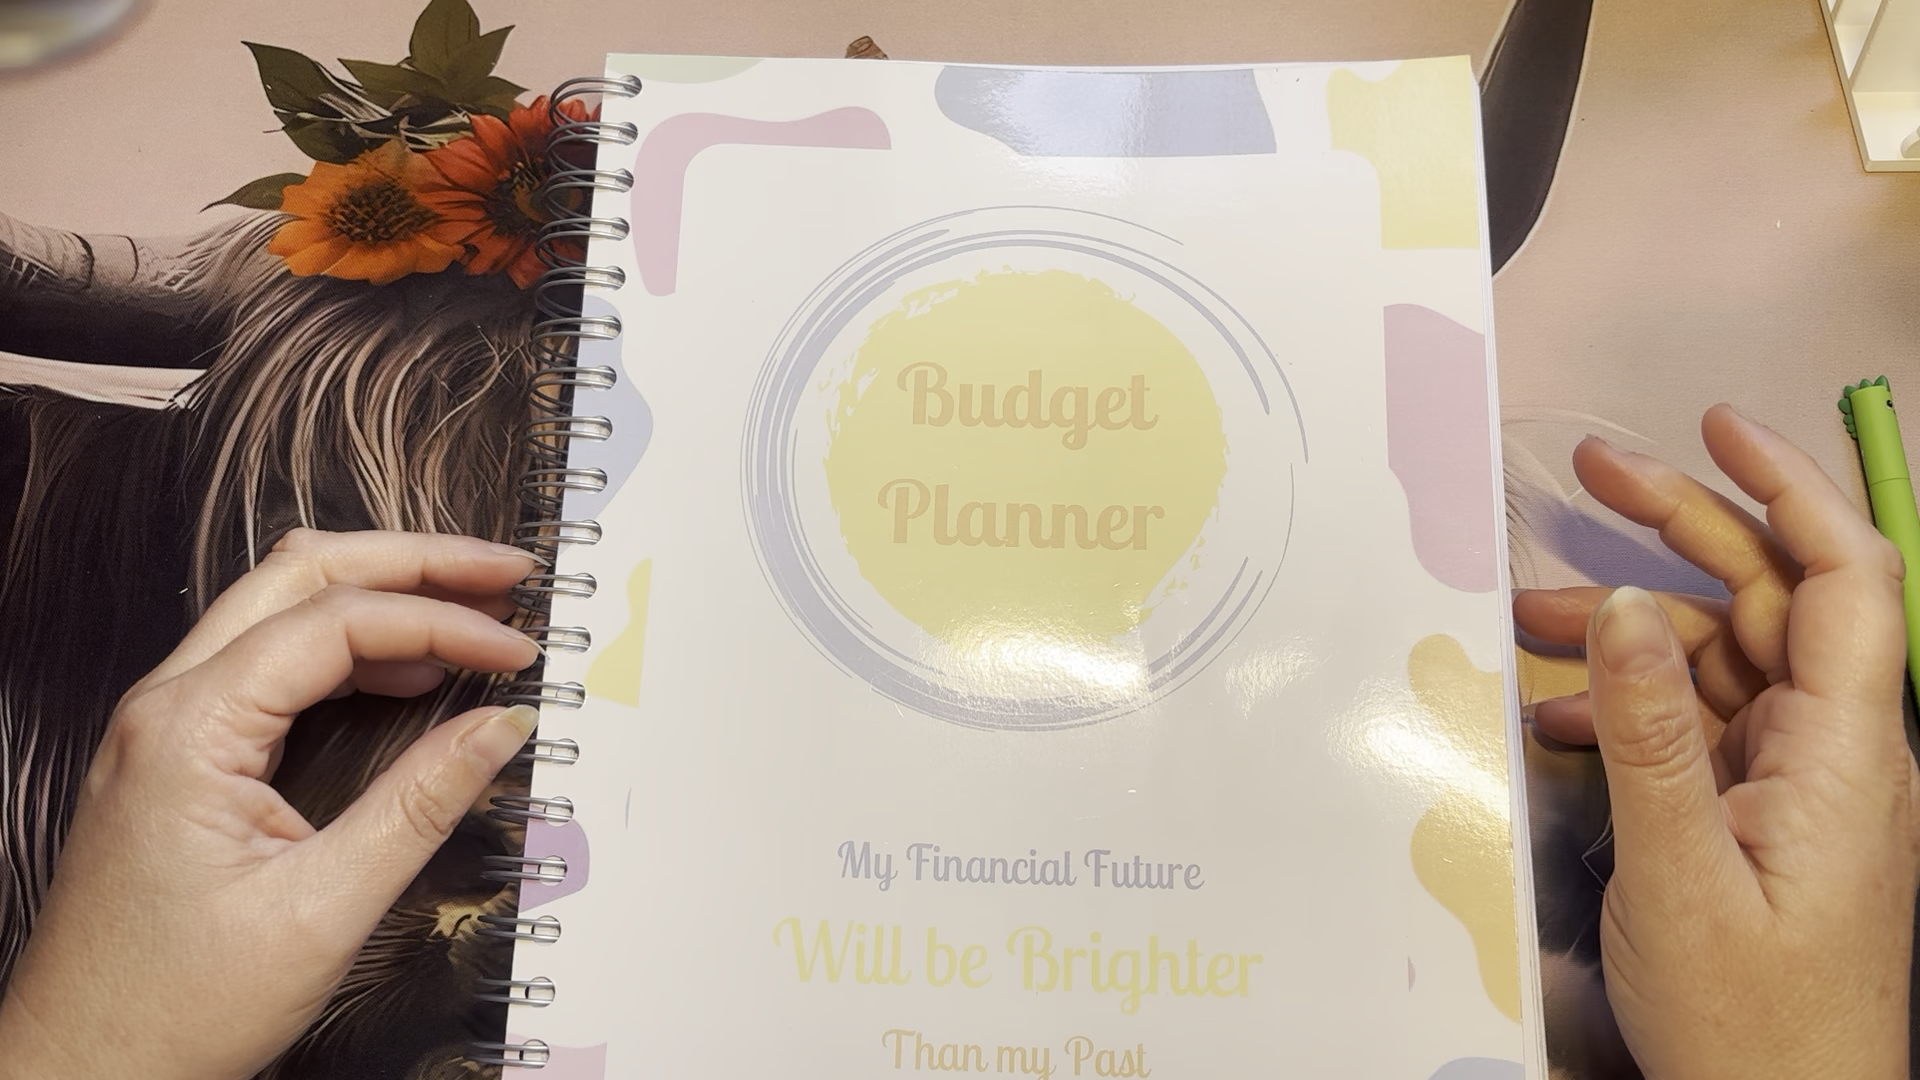 Budget
Planner
My Financial Future
Will be Brighter
Than my Past